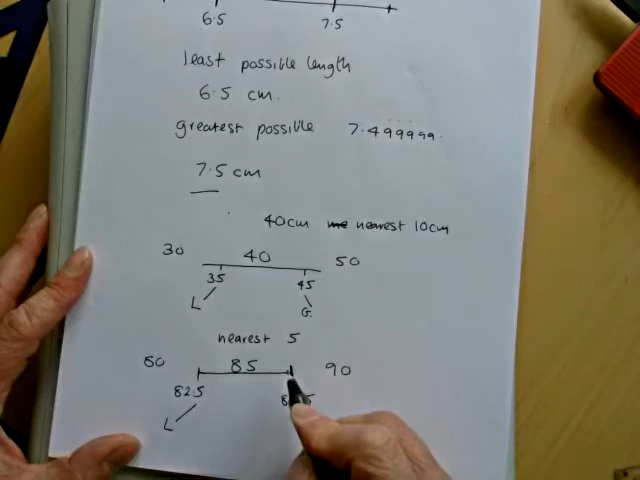 6.5 7.5
least possible length
6.5 cm.
greatest possible 7.499999.
7.5 cm
40cm nearest 10cm
30 40 50
35 45
L G.
nearest 5
80 85 90
82.5
L